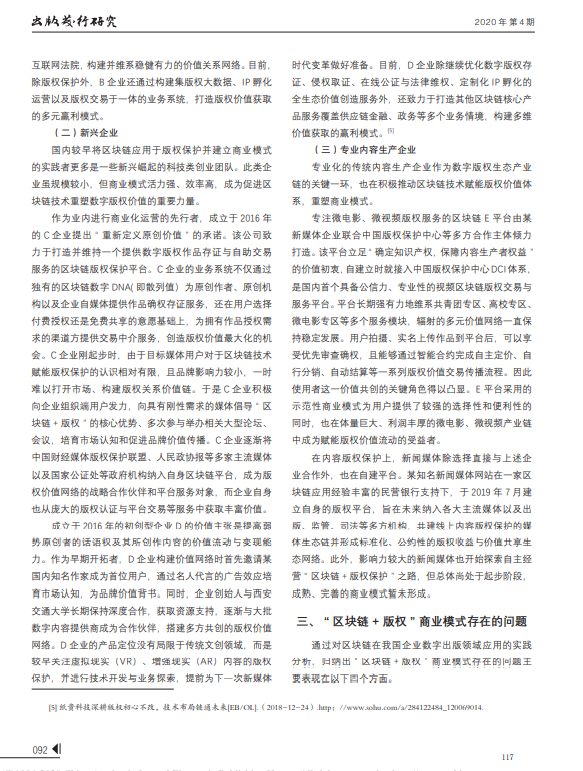 出版发行研究
2020 年第 4 期
互联网法院，构建并维系稳健有力的价值关系网络。目前，
除版权保护外，B 企业还通过构建集版权大数据、IP 孵化
运营以及版权交易于一体的业务系统，打造版权价值获取
的多元赢利模式。
（二）新兴企业
国内较早将区块链应用于版权保护并建立商业模式
的实践者更多是一些新兴崛起的科技类创业团队。此类企
业虽规模较小，但商业模式活力强、效率高，成为促进区
块链技术重塑数字版权价值的重要力量。
作为业内进行商业化运营的先行者，成立于 2016 年
的 C 企业提出“重新定义原创价值”的承诺。该公司致
力于打造并维持一个提供数字版权作品存证与自助交易
服务的区块链版权保护平台。C 企业的业务系统不仅通过
独有的区块链数字 DNA( 即散列值）为原创作者、原创机
构以及企业自媒体提供作品确权存证服务，还在用户选择
付费授权还是免费共享的意愿基础上，为拥有作品授权需
求的渠道方提供交易中介服务，创造版权价值最大化的机
会。C 企业刚起步时，由于目标媒体用户对于区块链技术
赋能版权保护的认识相对有限，且品牌影响力较小，一时
难以打开市场、构建版权关系价值链。于是 C 企业积极
向企业组织端用户发力，向具有刚性需求的媒体倡导“区
块链 + 版权”的核心优势、多次参与举办相关大型论坛、
会议，培育市场认知和促进品牌价值传播。C 企业逐渐将
中国财经媒体版权保护联盟、人民政协报等多家主流媒体
以及国家公证处等政府机构纳入自身区块链平台，成为版
权价值网络的战略合作伙伴和平台服务对象，而企业自身
也从庞大的版权认证与平台交易等服务中获取丰富价值。
成立于 2016 年的初创型企业 D 的价值主张是提高弱
势原创者的话语权及其所创作内容的价值流动与变现能
力。作为早期开拓者，D 企业构建价值网络时首先邀请某
国内知名作家成为首位用户，通过名人代言的广告效应培
育市场认知，为品牌价值背书。同时，企业创始人与西安
交通大学长期保持深度合作，获取资源支持，逐渐与大批
数字内容提供商成为合作伙伴，搭建多方共创的版权价值
网络。D 企业的产品定位没有局限于传统文创领域，而是
较早关注虚拟现实（VR）、增强现实（AR）内容的版权
保护，并进行技术开发与业务探索，提前为下一次新媒体
时代变革做好准备。目前，D 企业除继续优化数字版权存
证、侵权取证、在线公证与法律维权、定制化 IP 孵化的
全生态价值创造服务外，还致力于打造其他区块链核心产
品服务覆盖供应链金融、政务等多个业务情境，构建多维
价值获取的赢利模式。[5]
（三）专业内容生产企业
专业化的传统内容生产企业作为数字版权生态产业
链的关键一环，也在积极推动区块链技术赋能版权价值体
系，重塑商业模式。
专注微电影、微视频版权服务的区块链 E 平台由某
新媒体企业联合中国版权保护中心等多方合作主体倾力
打造。该平台立足“确定知识产权，保障内容生产者权益”
的价值初衷，自建立时就接入中国版权保护中心 DCI 体系，
是国内首个具备公信力、专业性的视频区块链版权交易与
服务平台。平台长期强有力地维系共青团专区、高校专区、
微电影专区等多个服务模块，辐射的多元价值网络一直保
持稳定发展。用户拍摄、实名上传作品到平台后，可以享
受优先审查确权，且能够通过智能合约完成自主定价、自
行分销、自动结算等一系列版权价值交易传播流程。因此
使用者这一价值共创的关键角色得以凸显。E 平台采用的
示范性商业模式为用户提供了较强的选择性和便利性的
同时，也在体量巨大、利润丰厚的微电影、微视频产业链
中成为赋能版权价值流动的受益者。
在内容版权保护上，新闻媒体除选择直接与上述企
业合作外，也在自建平台。某知名新闻媒体网站在一家区
块链应用经验丰富的民营银行支持下，于 2019 年 7 月建
立自身的版权平台，旨在未来纳入各大主流媒体以及出
版、监管、司法等多方机构，共建线上内容版权保护的媒
体生态链并形成标准化、公约性的版权收益与价值共享生
态网络。此外，影响力较大的新闻媒体也开始探索自主经
营“区块链 + 版权保护”之路，但总体尚处于起步阶段，
成熟、完善的商业模式暂未形成。
三、“区块链 + 版权”商业模式存在的问题
通过对区块链在我国企业数字出版领域应用的实践
分析，归纳出“区块链 + 版权”商业模式存在的问题主
要表现在以下四个方面。
[5] 纸贵科技深耕版权初心不改，技术布局链通未来[EB/OL].（2018-12-24）.http：//www.sohu.com/a/284122484_120069014.
092
117